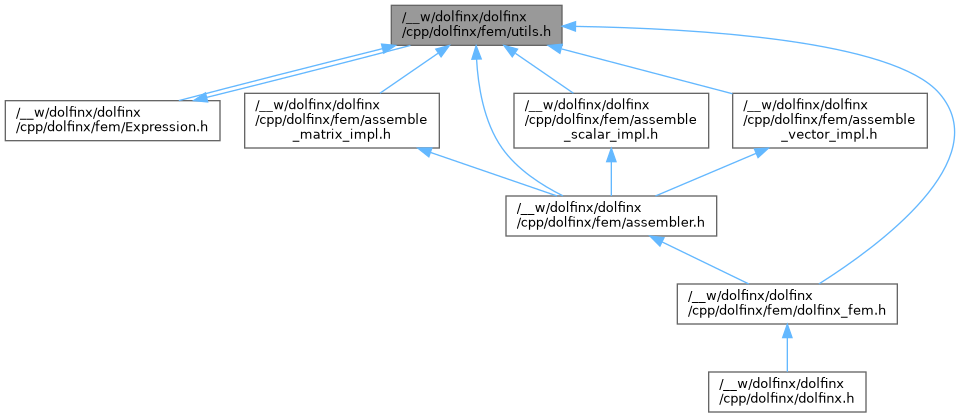 /__w/dolfinx/dolfinx
/cpp/dolfinx/fem/utils.h
/__w/dolfinx/dolfinx
/cpp/dolfinx/fem/Expression.h
/__w/dolfinx/dolfinx
/cpp/dolfinx/fem/assemble
_matrix_impl.h
/__w/dolfinx/dolfinx
/cpp/dolfinx/fem/assemble
_scalar_impl.h
/__w/dolfinx/dolfinx
/cpp/dolfinx/fem/assemble
_vector_impl.h
/__w/dolfinx/dolfinx
/cpp/dolfinx/fem/assembler.h
/__w/dolfinx/dolfinx
/cpp/dolfinx/fem/dolfinx_fem.h
/__w/dolfinx/dolfinx
/cpp/dolfinx/dolfinx.h